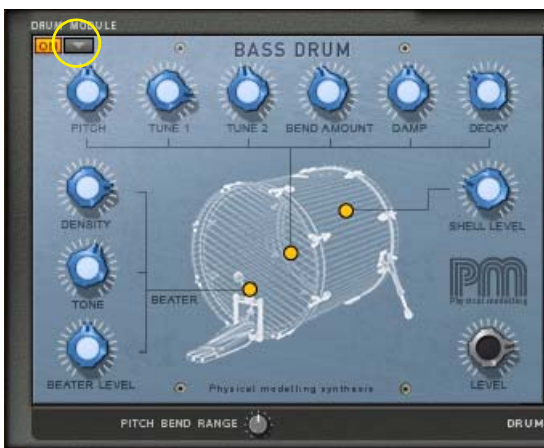 DRUM MODULE
ON
BASS DRUM
PITCH TUNE 1 TUNE 2 BEND AMOUNT DAMP DECAY
DENSITY
SHELL LEVEL
TONE
BEATER
PM
Physical modelling
BEATER LEVEL
LEVEL
Physical modelling synthesis
PITCH BEND RANGE
DRUM